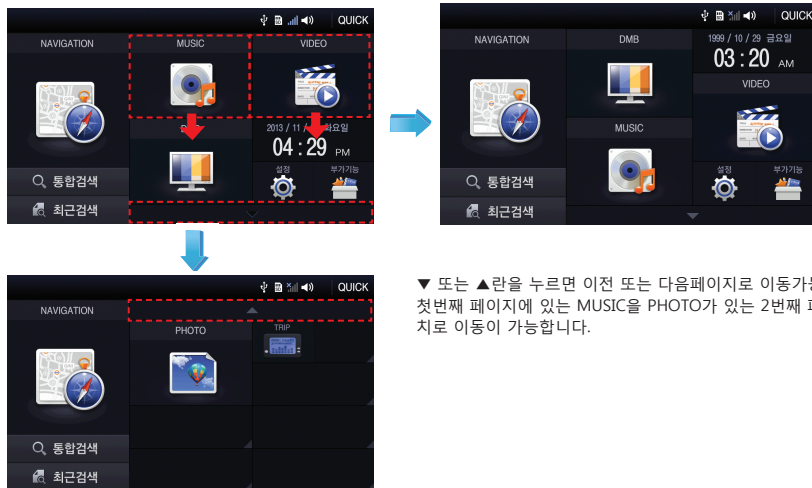 QUICK
NAVIGATION
MUSIC
VIDEO
2013 / 11 /
04 : 29 PM
설정
부가기능
통합검색
최근검색
QUICK
NAVIGATION
DMB
1999 / 10 / 29 금요일
03 : 20 AM
VIDEO
MUSIC
설정
부가기능
통합검색
최근검색
QUICK
NAVIGATION
PHOTO
TRIP
통합검색
최근검색
▼ 또는 ▲란을 누르면 이전 또는 다음페이지로 이동가
첫번째 페이지에 있는 MUSIC을 PHOTO가 있는 2번째
치로 이동이 가능합니다.